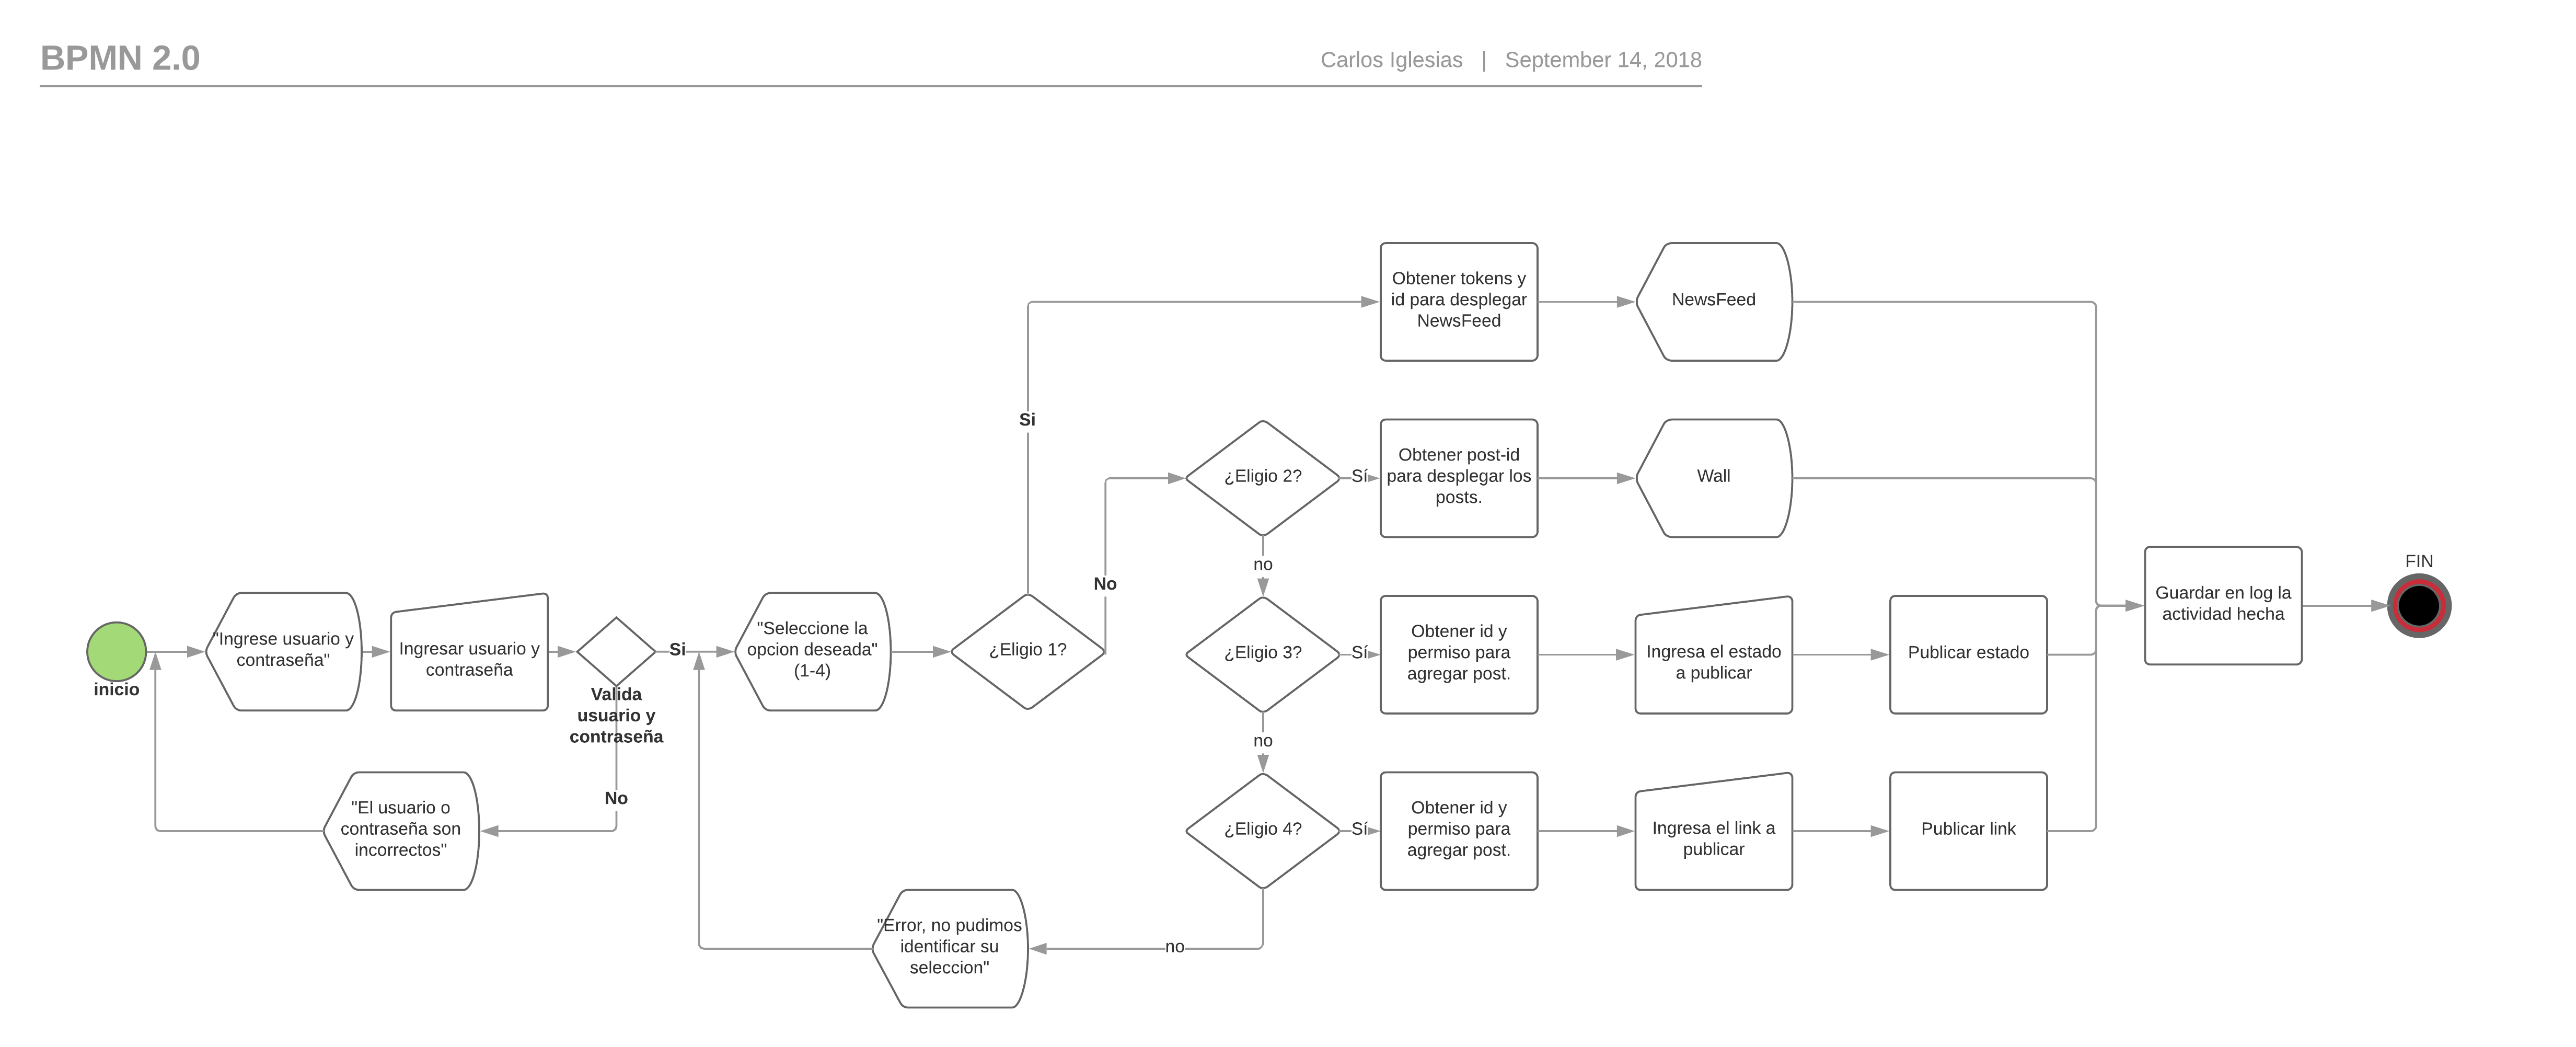 BPMN 2.0
Carlos Iglesias | September 14, 2018
Obtener tokens y
id para desplegar
NewsFeed
NewsFeed
Si
¿Eligio 2?
Sí
Obtener post-id
para desplegar los
posts.
Wall
no
No
inicio
"Ingrese usuario y
contraseña"
Ingresar usuario y
contraseña
Valida
usuario y
contraseña
Si
"Seleccione la
opcion deseada"
(1-4)
¿Eligio 1?
¿Eligio 3?
Sí
Obtener id y
permiso para
agregar post.
Ingresa el estado
a publicar
Publicar estado
Guardar en log la
actividad hecha
FIN
no
No
"El usuario o
contraseña son
incorrectos"
¿Eligio 4?
Sí
Obtener id y
permiso para
agregar post.
Ingresa el link a
publicar
Publicar link
"Error, no pudimos
identificar su
seleccion"
no